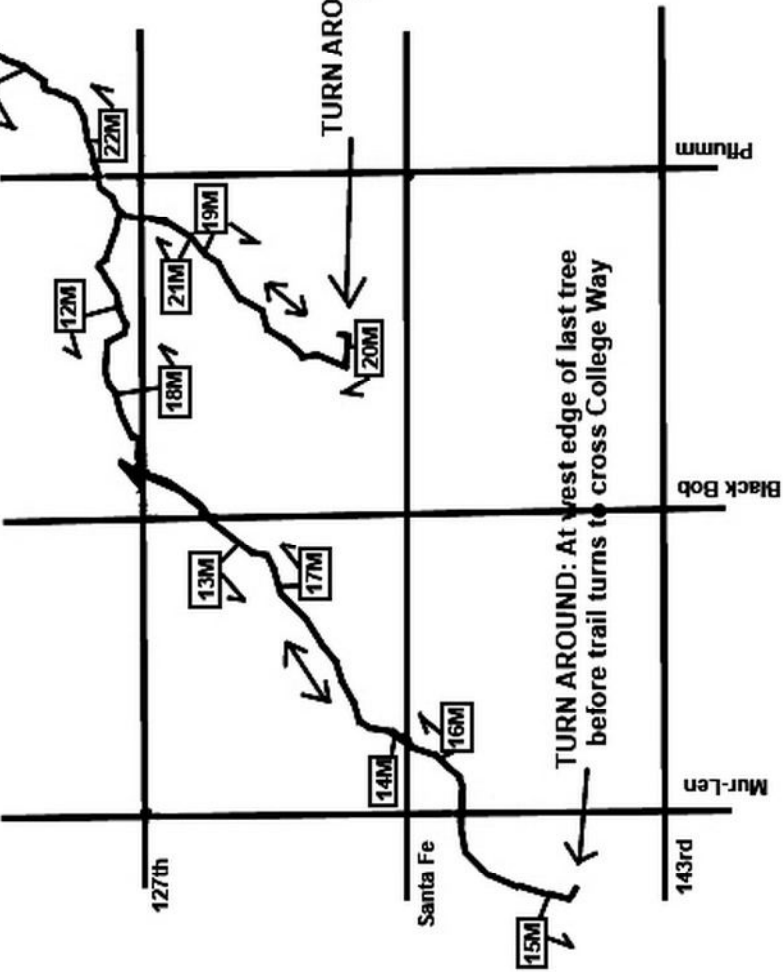 22M
TURN ARO
Pflumm
19M
21M
12M
20M
18M
TURN AROUND: At west edge of last tree
before trail turns to cross College Way
Black Bob
13M
17M
16M
14M
Mur-Len
127th
Santa Fe
143rd
15M